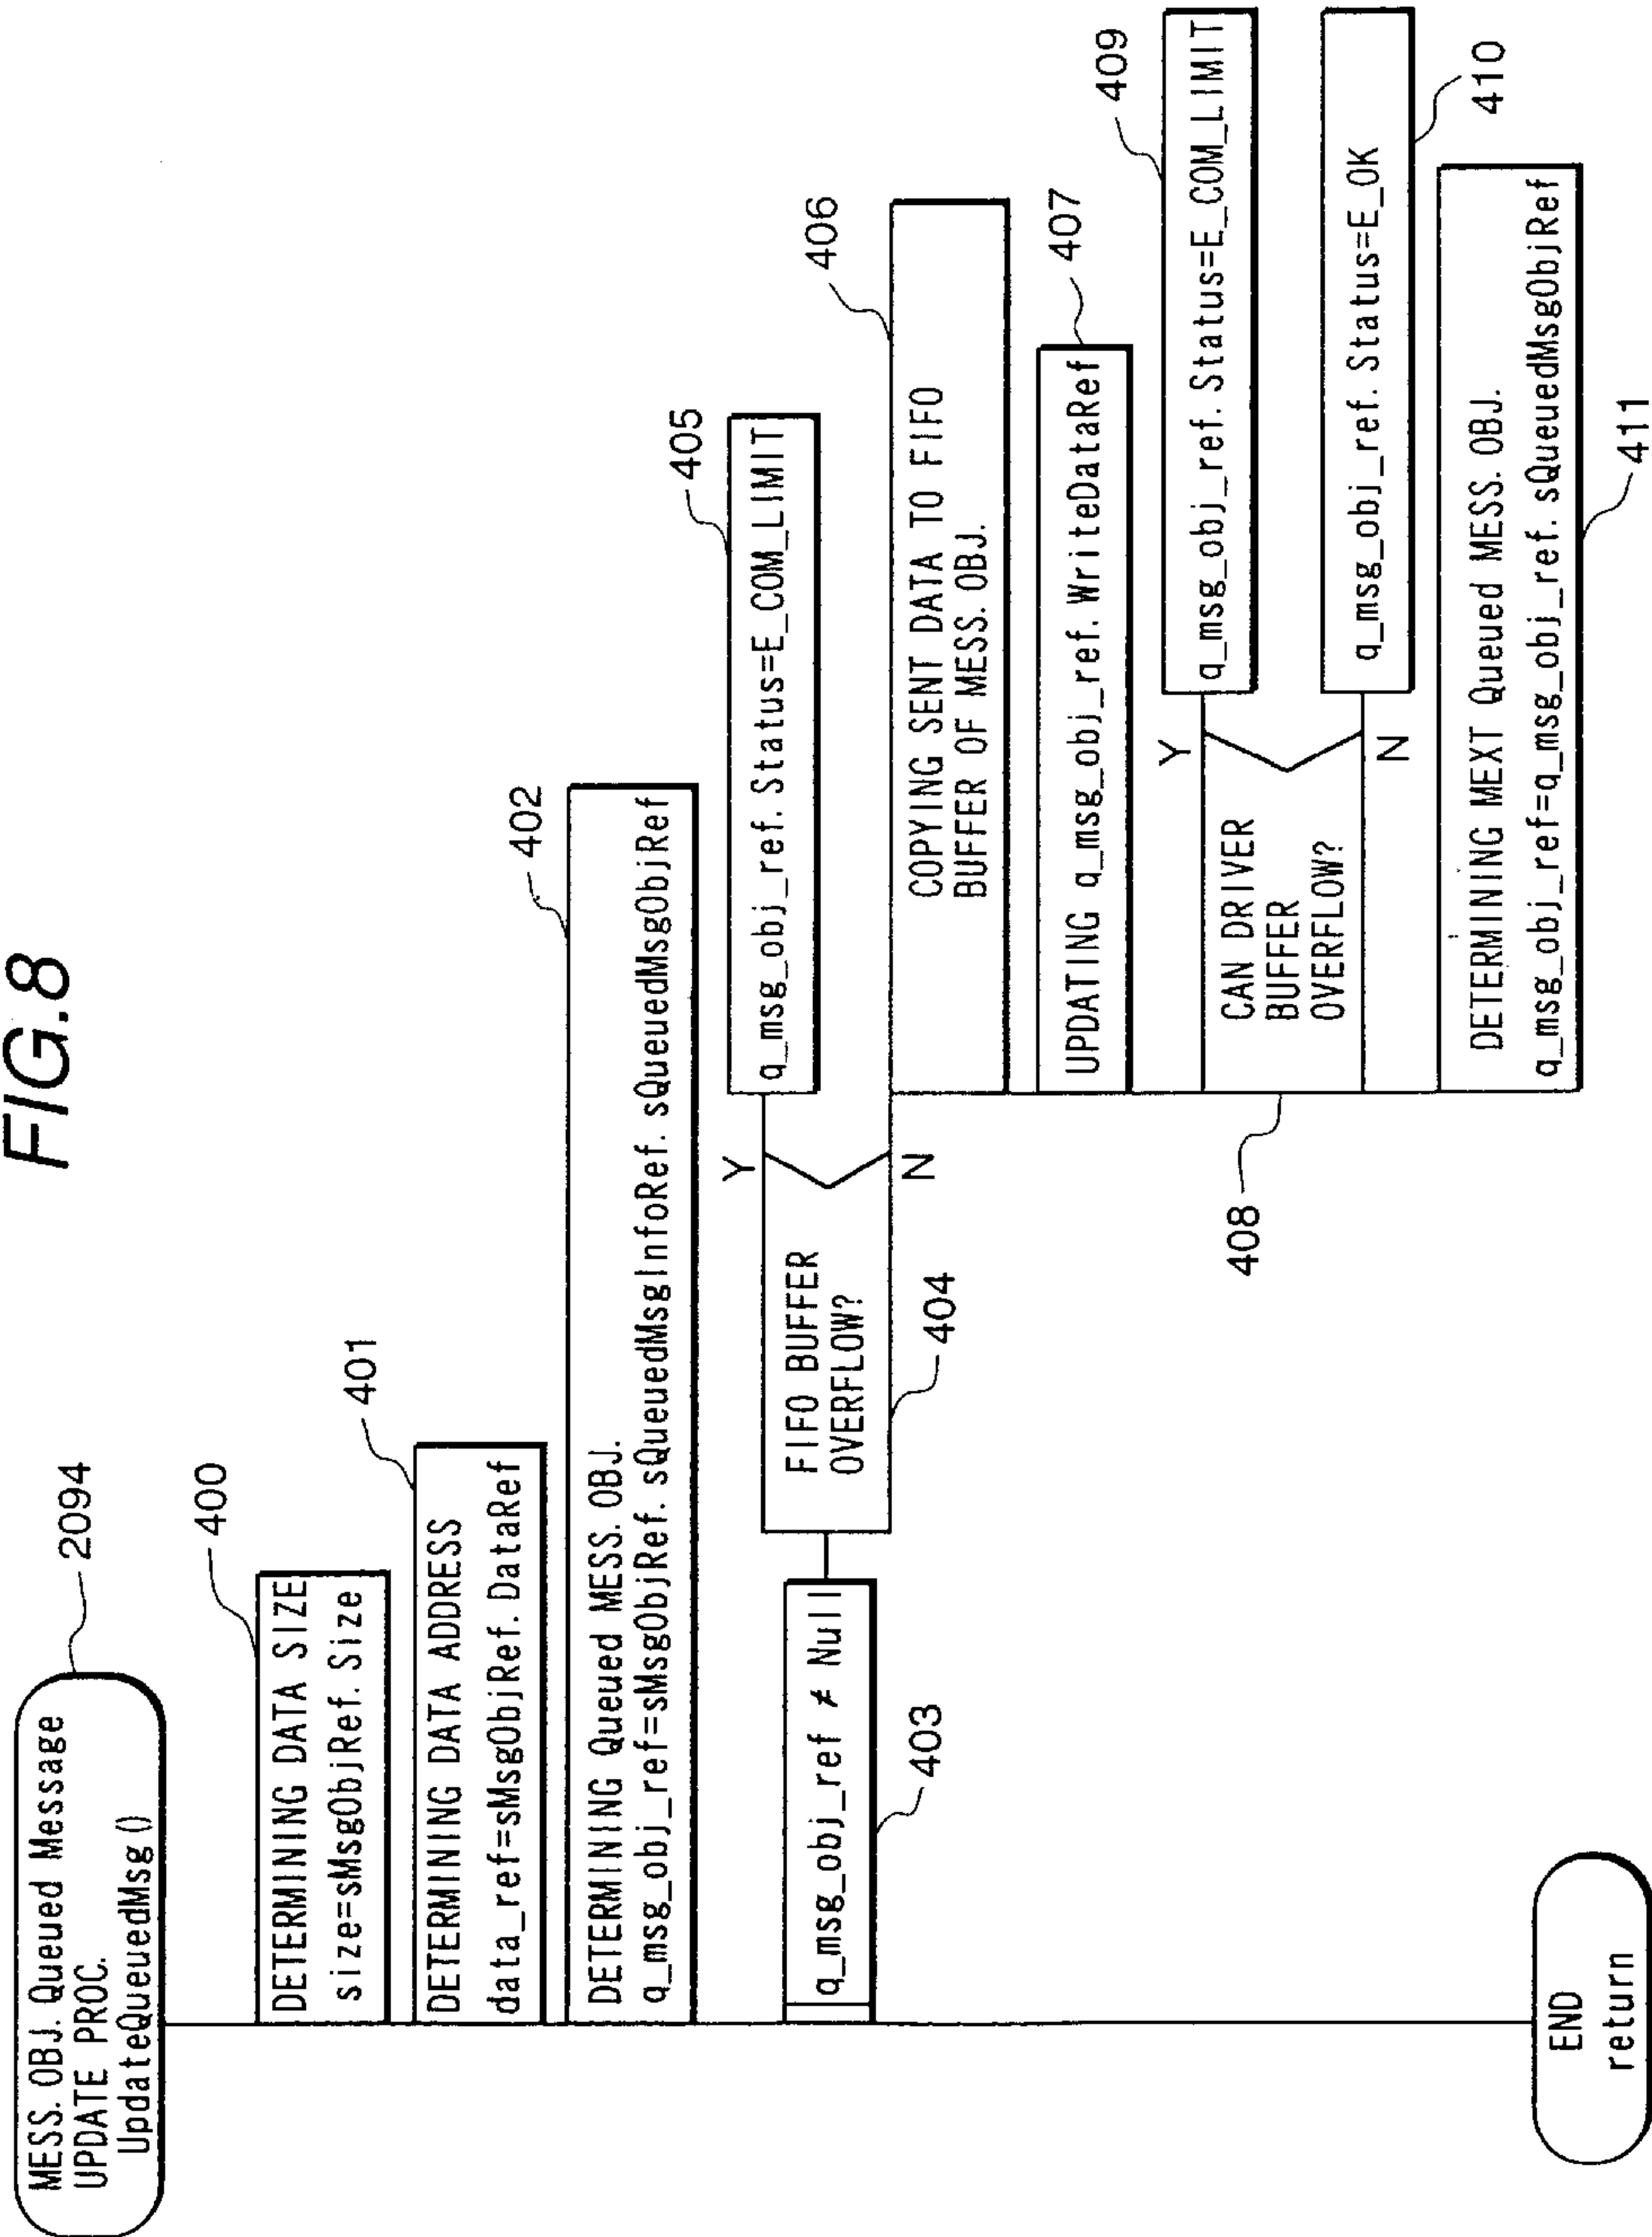 FIG.8
MESS. OBJ. Queued Message
UPDATE PROC.
UpdateQueuedMsg()
2094
DETERMINING DATA SIZE
size=sMsgObjRef.Size
400
DETERMINING DATA ADDRESS
data_ref=sMsgObjRef.DataRef
401
DETERMINING Queued MESS. OBJ.
q_msg_obj_ref=sMsgObjRef.sQueuedMsgInfoRef.sQueuedMsgObjRef
402
q_msg_obj_ref ≠ Null
403
FIFO BUFFER
OVERFLOW?
404
Y
N
q_msg_obj_ref.Status=E_COM_LIMIT
405
COPYING SENT DATA TO FIFO
BUFFER OF MESS. OBJ.
406
UPDATING q_msg_obj_ref.WriteDataRef
407
CAN DRIVER
BUFFER
OVERFLOW?
408
Y
N
q_msg_obj_ref.Status=E_COM_LIMIT
409
q_msg_obj_ref.Status=E_OK
410
DETERMINING MEXT Queued MESS. OBJ.
q_msg_obj_ref=q_msg_obj_ref.sQueuedMsgObjRef
411
END
return